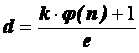 d = (k · φ(n) + 1) / e